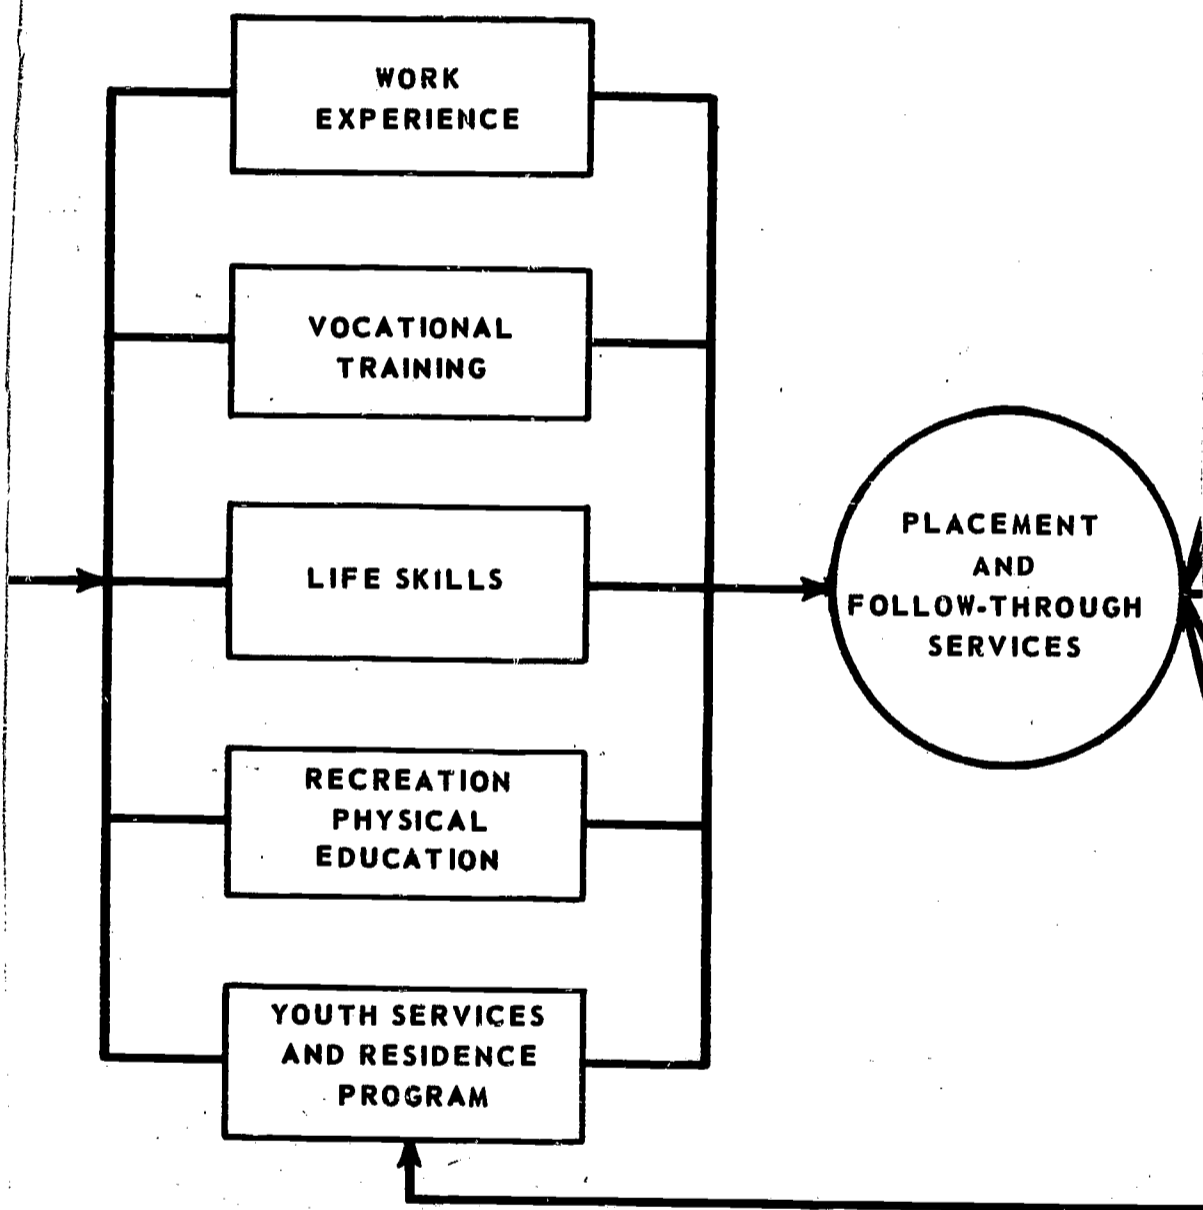 WORK
EXPERIENCE
VOCATIONAL
TRAINING
LIFE SKILLS
RECREATION
PHYSICAL
EDUCATION
YOUTH SERVICES
AND RESIDENCE
PROGRAM
PLACEMENT
AND
FOLLOW-THROUGH
SERVICES